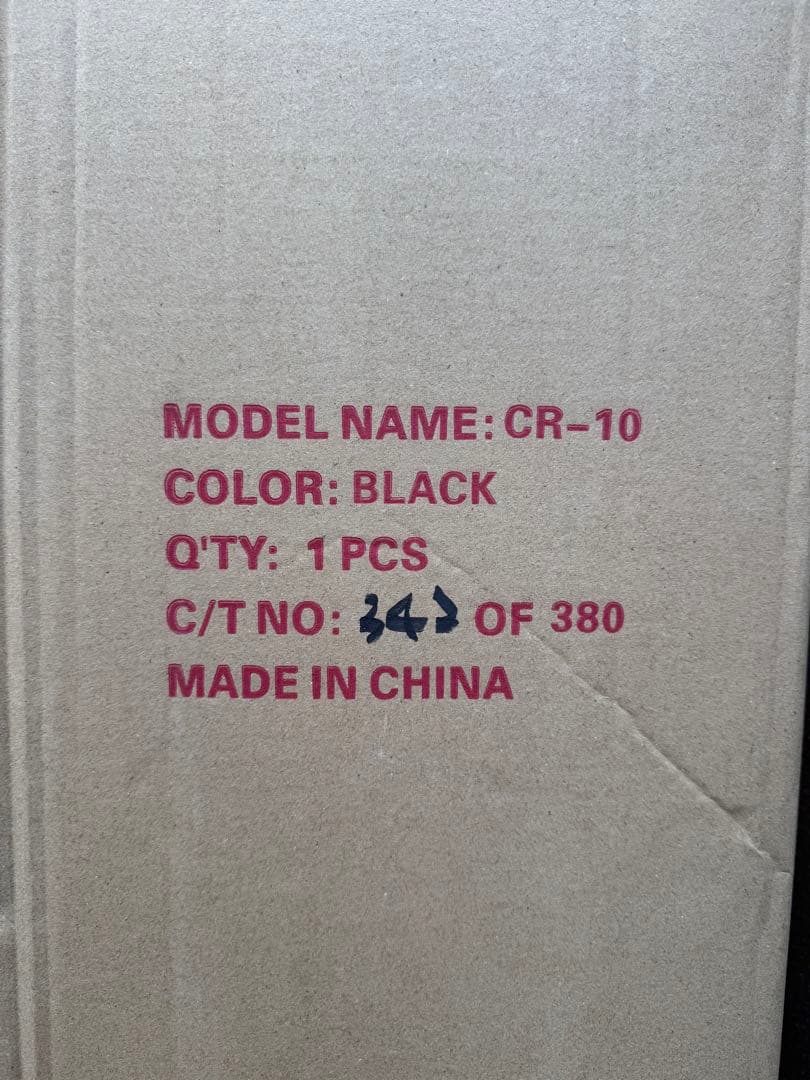 MODEL NAME: CR-10
COLOR: BLACK
Q'TY: 1 PCS
C/T NO: OF 380
MADE IN CHINA